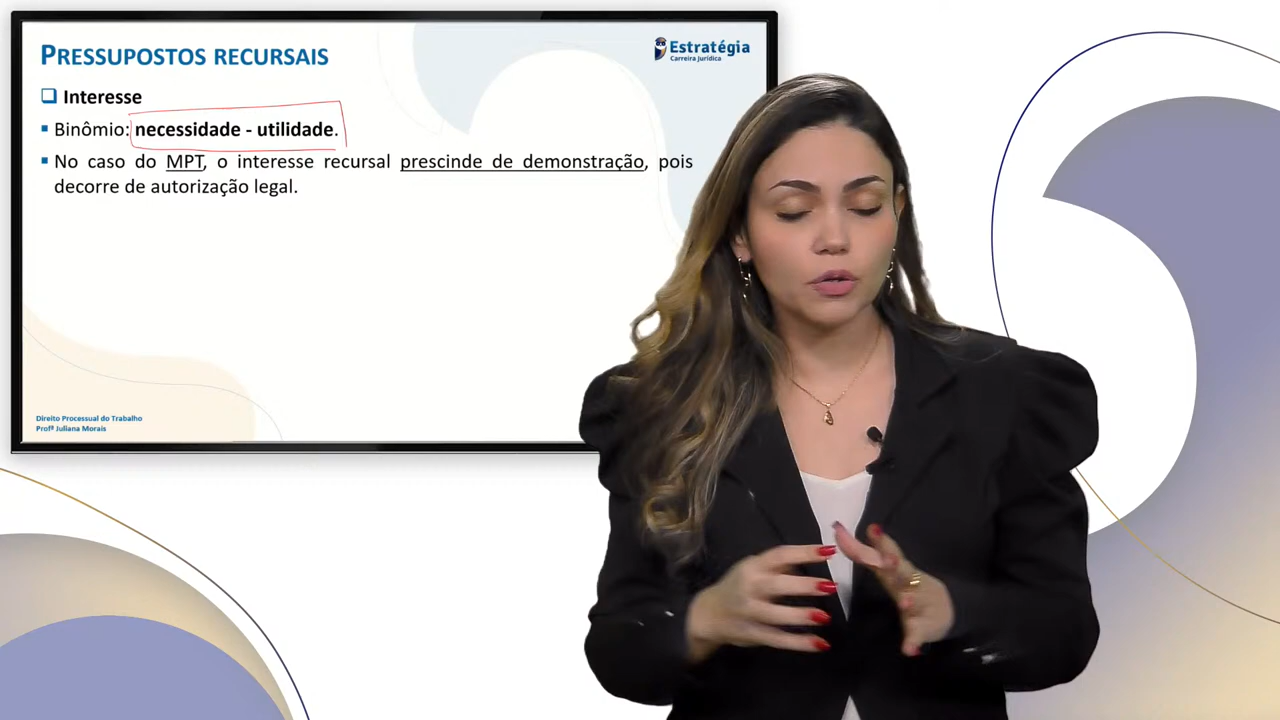 PRESSUPOSTOS RECURSAIS
Estratégia
Carreira Jurídica
Interesse
Binômio: necessidade - utilidade.
No caso do MPT, o interesse recursal prescinde de demonstração, pois
decorre de autorização legal.
Direito Processual do Trabalho
Profª Juliana Morais